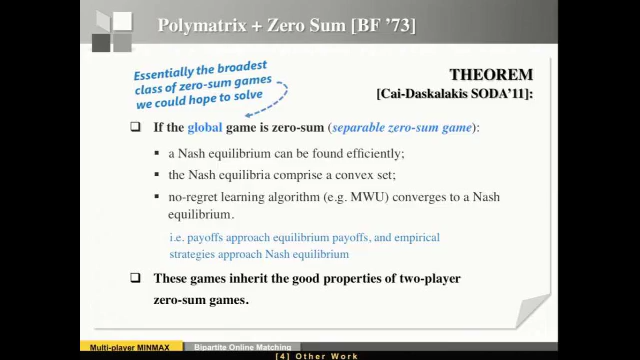 Polymatrix + Zero Sum [BF ’73]
Essentially the broadest
class of zero-sum games
we could hope to solve
THEOREM
[Cai-Daskalakis SODA’11]:
❑ If the global game is zero-sum (separable zero-sum game):
▪ a Nash equilibrium can be found efficiently;
▪ the Nash equilibria comprise a convex set;
▪ no-regret learning algorithm (e.g. MWU) converges to a Nash
equilibrium.
i.e. payoffs approach equilibrium payoffs, and empirical
strategies approach Nash equilibrium
❑ These games inherit the good properties of two-player
zero-sum games.
Multi-player MINMAX Bipartite Online Matching
[4] Other Work